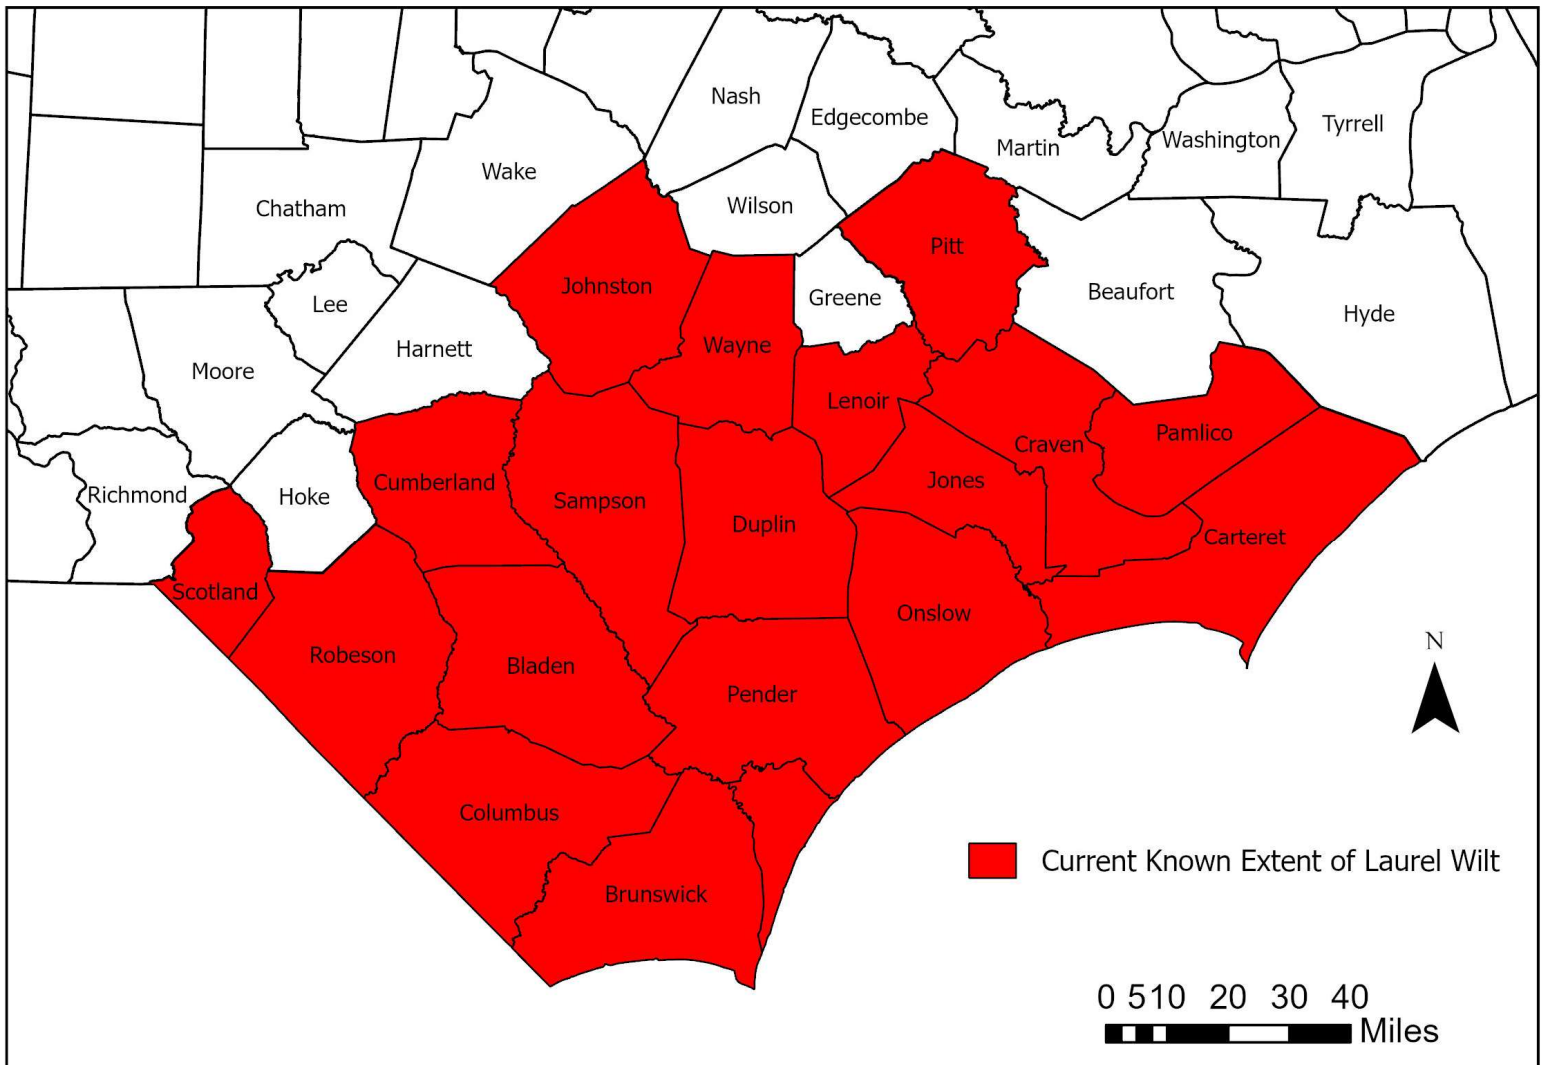 Nash
Edgecombe
Tyrrell
Washington
Martin
Wake
Wilson
Chatham
Pitt
Johnston
Beaufort
Greene
Lee
Hyde
Wayne
Harnett
Moore
Lenoir
Pamlico
Craven
Jones
Cumberland
Richmond
Hoke
Sampson
Duplin
Carteret
Scotland
Onslow
Robeson
Bladen
Pender
N
Columbus
Current Known Extent of Laurel Wilt
Brunswick
0 510 20 30 40
Miles